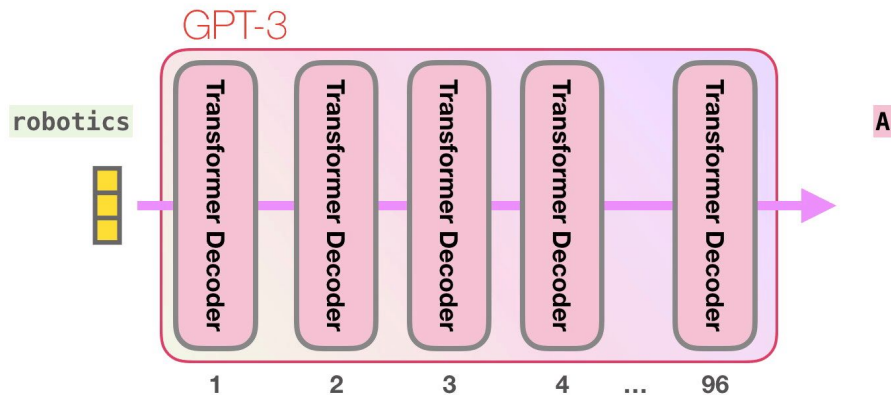 GPT-3
robotics
Transformer Decoder
Transformer Decoder
Transformer Decoder
Transformer Decoder
Transformer Decoder
A
1 2 3 4 ... 96